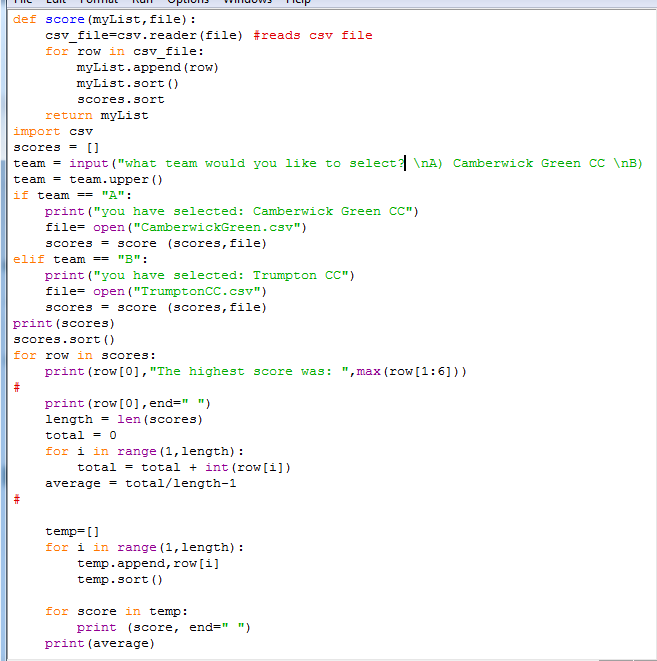 File Edit Format Run Options Windows Help
def score(myList,file):
    csv_file=csv.reader(file) #reads csv file
    for row in csv_file:
        myList.append(row)
        myList.sort()
        scores.sort
    return myList
import csv
scores = []
team = input("what team would you like to select? \nA) Camberwick Green CC \nB)
team = team.upper()
if team == "A":
    print("you have selected: Camberwick Green CC")
    file= open("CamberwickGreen.csv")
    scores = score (scores,file)
elif team == "B":
    print("you have selected: Trumpton CC")
    file= open("TrumptonCC.csv")
    scores = score (scores,file)
print(scores)
scores.sort()
for row in scores:
    print(row[0],"The highest score was: ",max(row[1:6]))
#
    print(row[0],end=" ")
    length = len(scores)
    total = 0
    for i in range(1,length):
        total = total + int(row[i])
    average = total/length-1
#
    temp=[]
    for i in range(1,length):
        temp.append,row[i]
        temp.sort()
    for score in temp:
        print (score, end=" ")
    print(average)